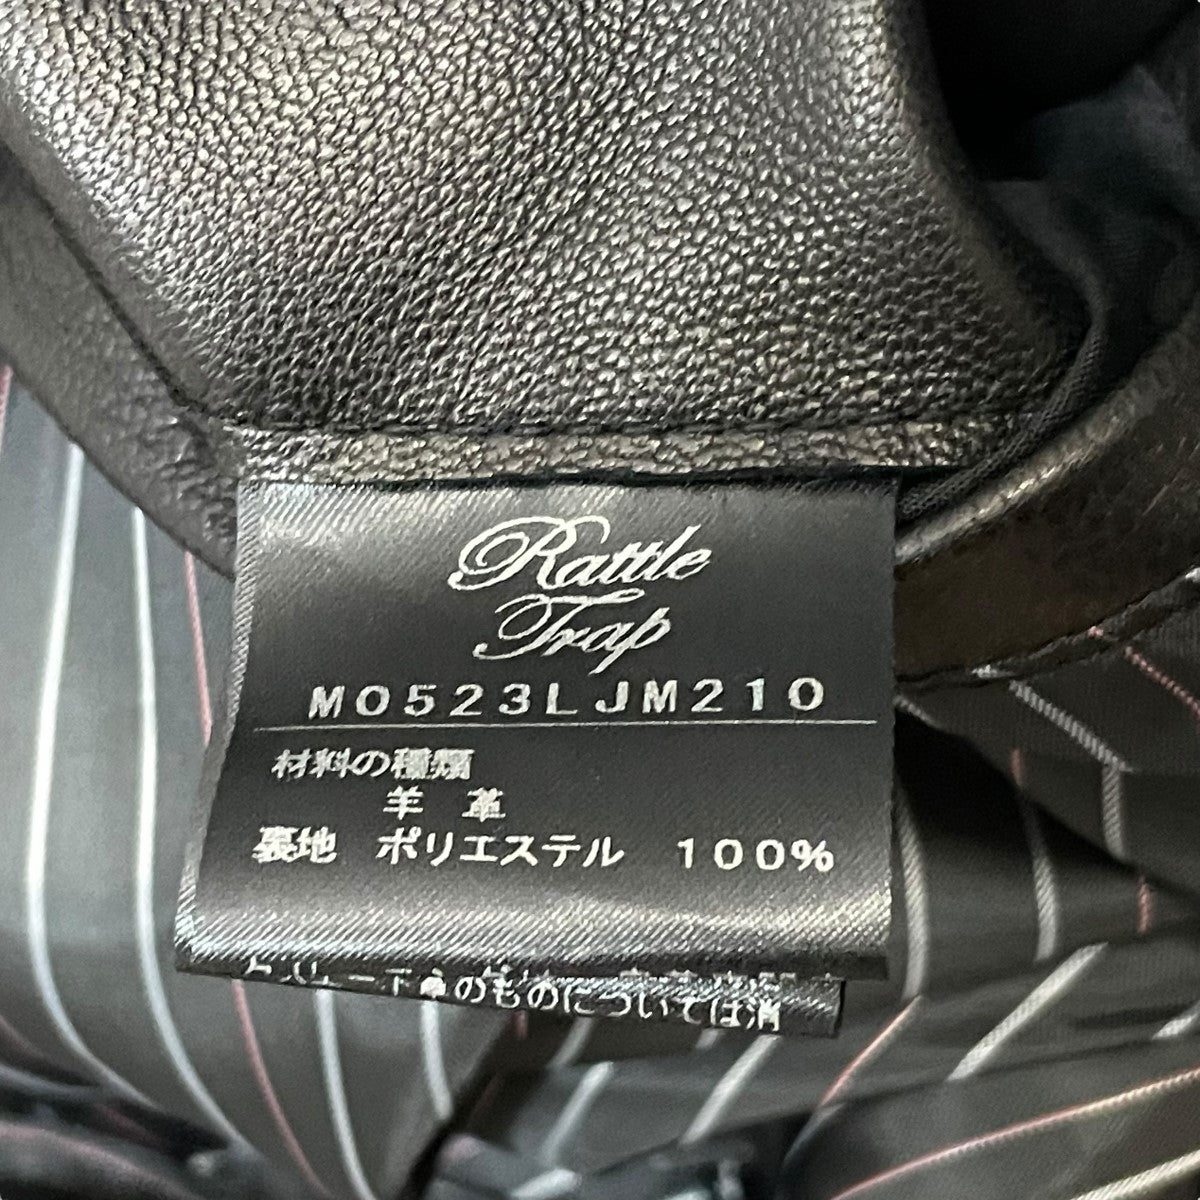 Rattle
Trap
M0523LJM210
材料の種類
羊 革
裏地 ポリエステル 100%
のものについては消